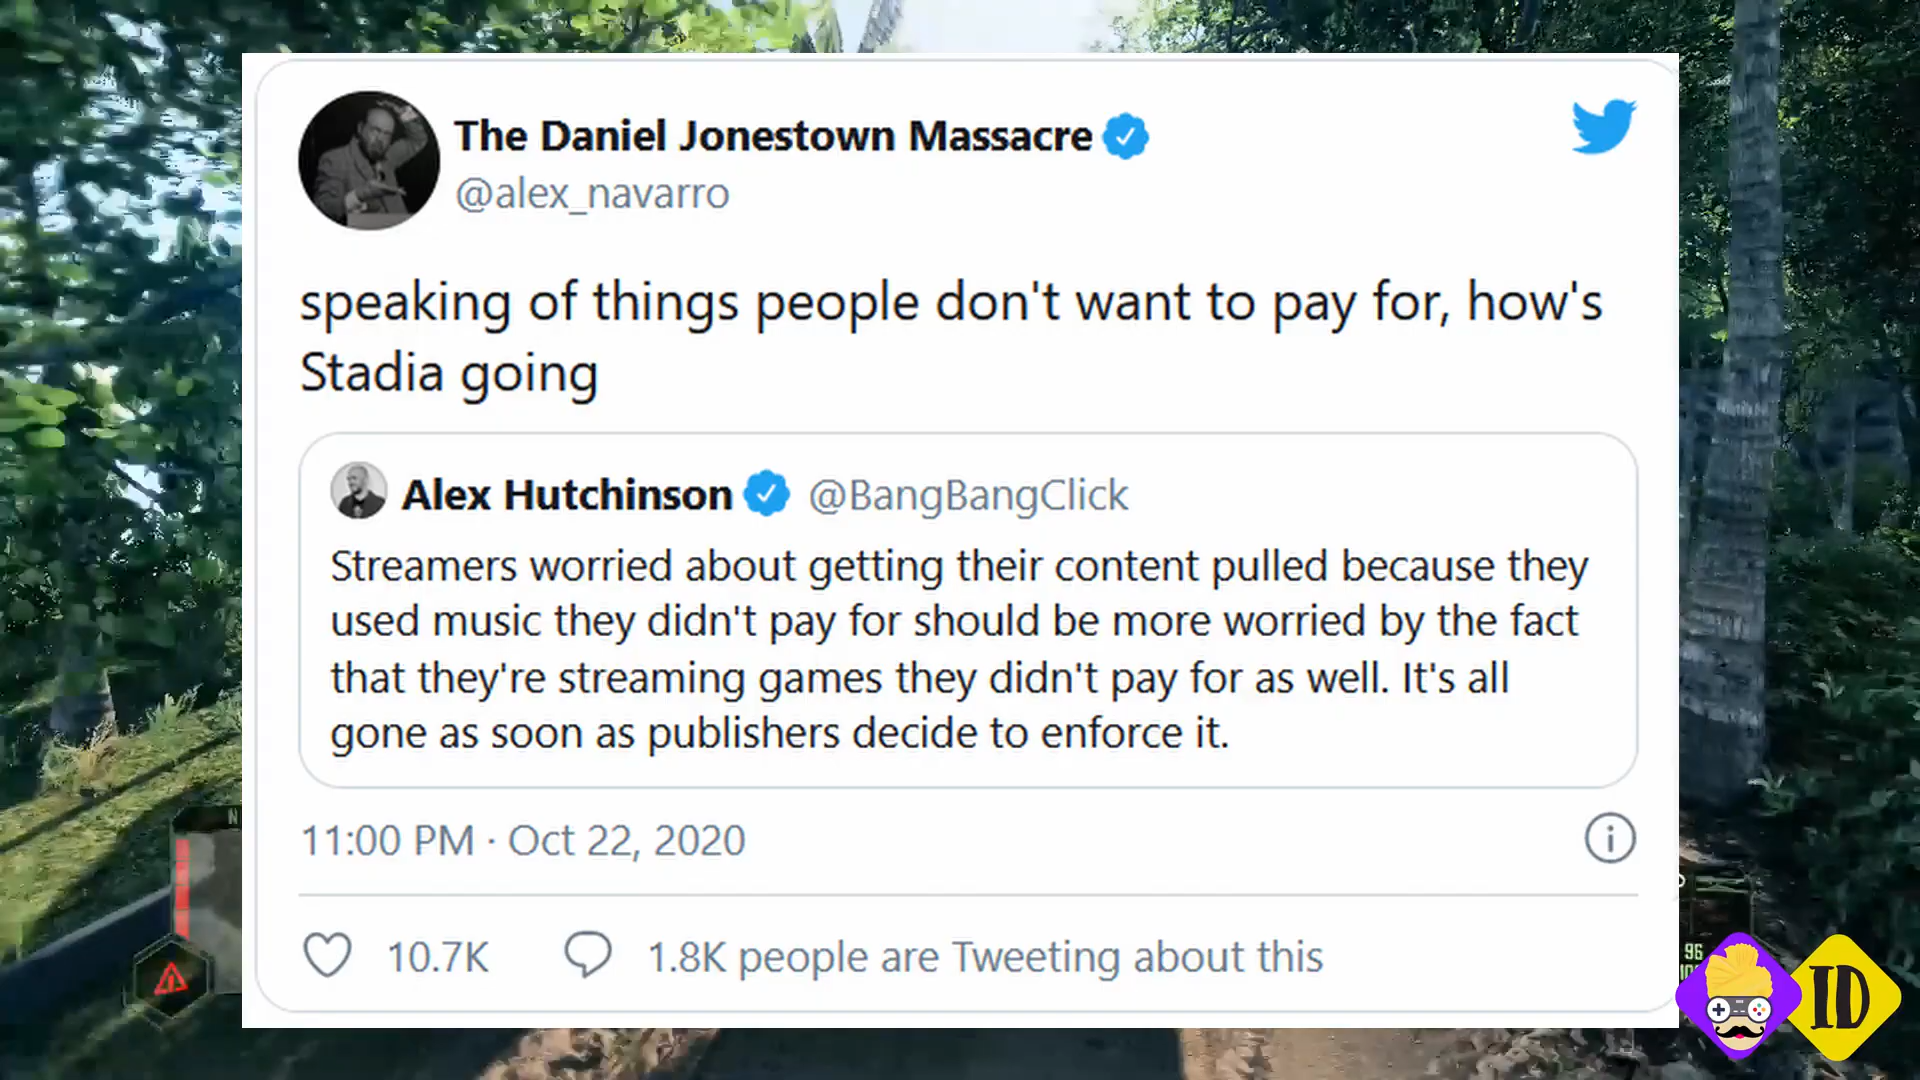 The Daniel Jonestown Massacre
@alex_navarro
speaking of things people don't want to pay for, how's
Stadia going
Alex Hutchinson @BangBangClick
Streamers worried about getting their content pulled because they
used music they didn't pay for should be more worried by the fact
that they're streaming games they didn't pay for as well. It's all
gone as soon as publishers decide to enforce it.
11:00 PM · Oct 22, 2020
10.7K 1.8K people are Tweeting about this
N
96
ID